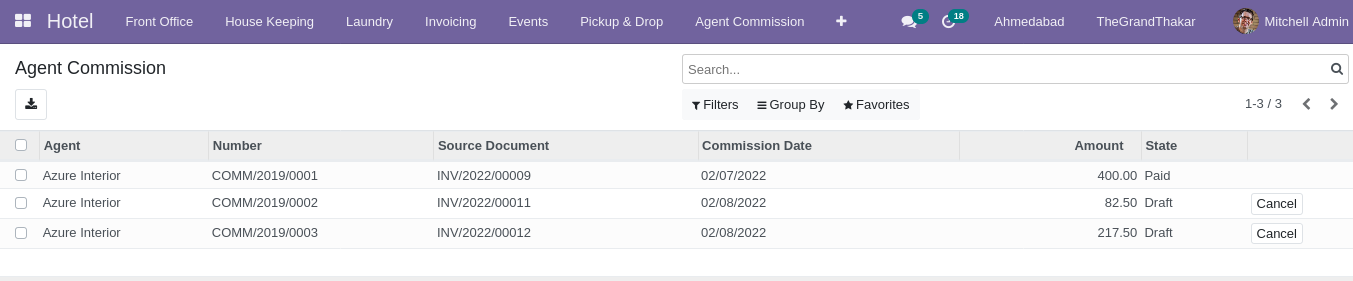 Hotel Front Office House Keeping Laundry Invoicing Events Pickup & Drop Agent Commission 5 18 Ahmedabad TheGrandThakar Mitchell Admin
Agent Commission Search...
Filters Group By Favorites 1-3 / 3
Agent Number Source Document Commission Date Amount State
Azure Interior COMM/2019/0001 INV/2022/00009 02/07/2022 400.00 Paid
Azure Interior COMM/2019/0002 INV/2022/00011 02/08/2022 82.50 Draft Cancel
Azure Interior COMM/2019/0003 INV/2022/00012 02/08/2022 217.50 Draft Cancel